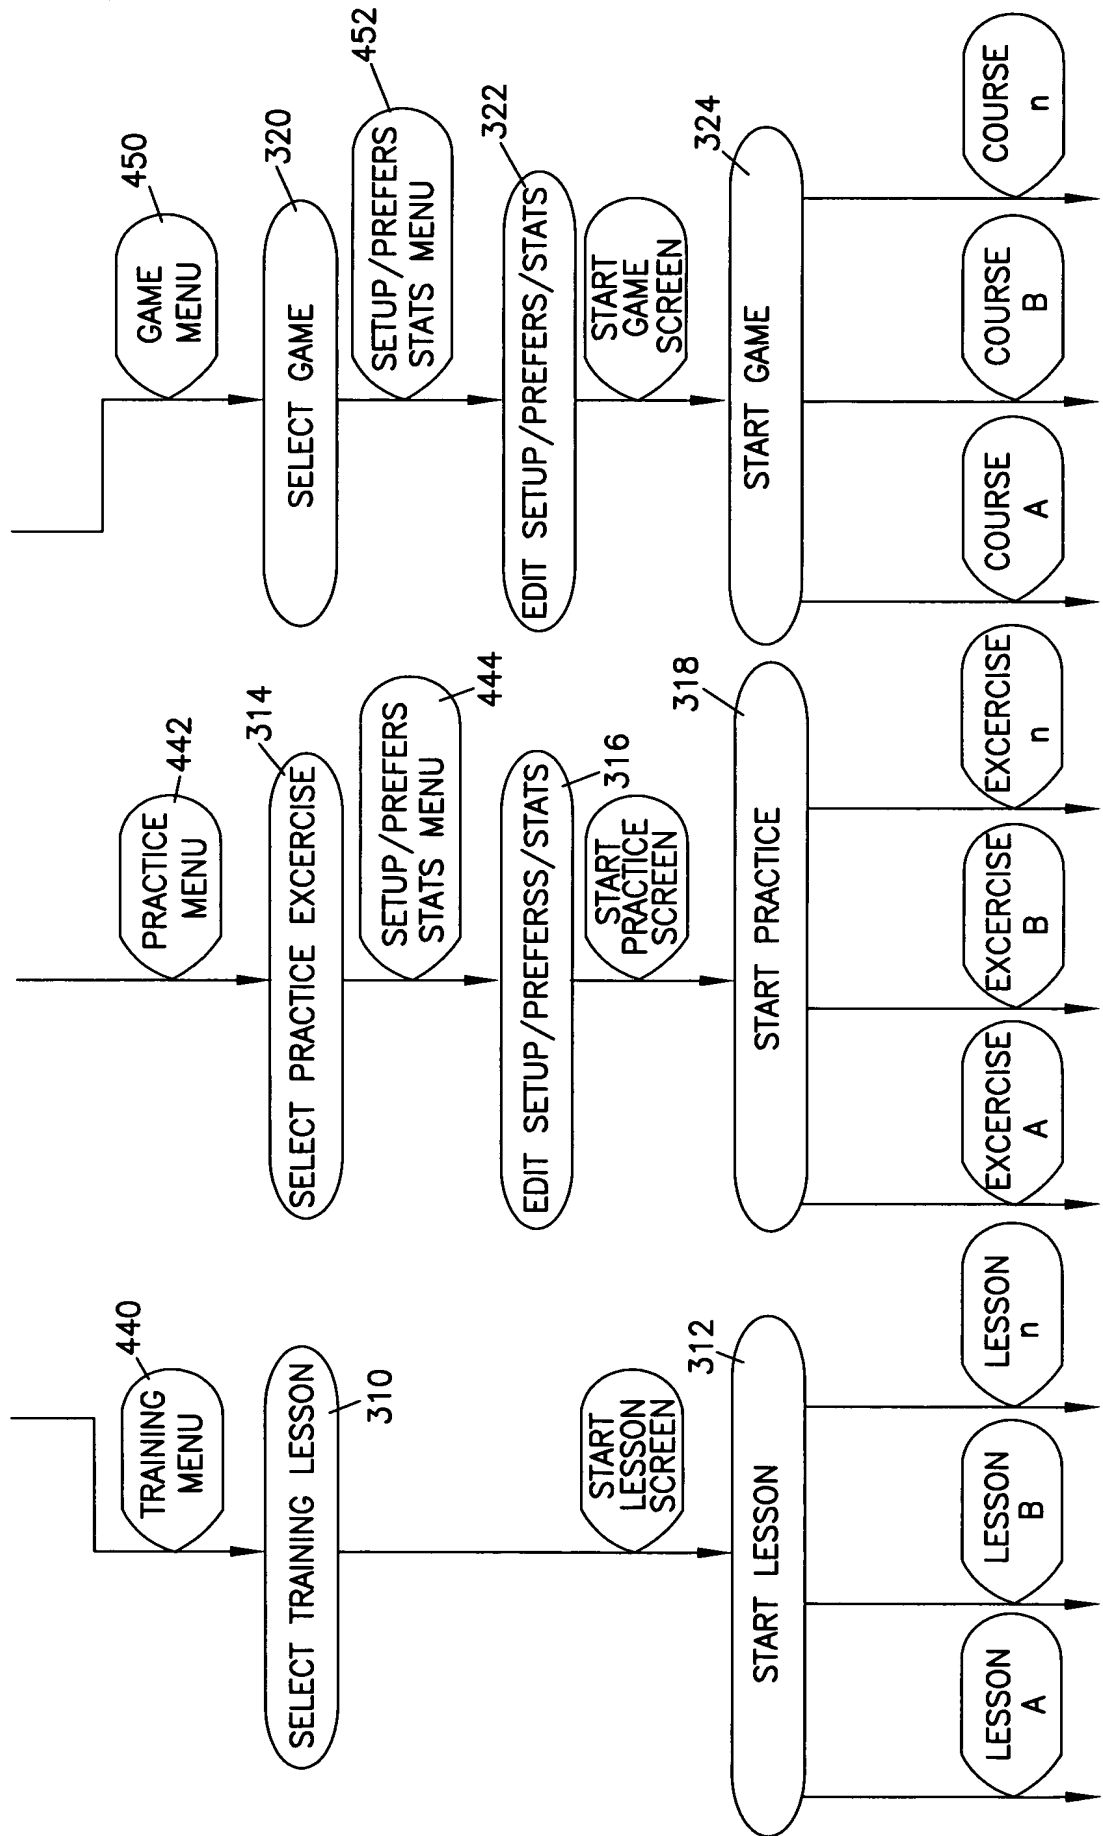 TRAINING
MENU
440
SELECT TRAINING LESSON
310
START
LESSON
SCREEN
START LESSON
312
LESSON
A
LESSON
B
LESSON
n
PRACTICE
MENU
442
SELECT PRACTICE EXCERCISE
314
SETUP/PREFERS
STATS MENU
444
EDIT SETUP/PREFERSS/STATS
316
START
PRACTICE
SCREEN
START PRACTICE
318
EXCERCISE
A
EXCERCISE
B
EXCERCISE
n
GAME
MENU
450
SELECT GAME
320
SETUP/PREFERS
STATS MENU
452
EDIT SETUP/PREFERS/STATS
322
START
GAME
SCREEN
START GAME
324
COURSE
A
COURSE
B
COURSE
n